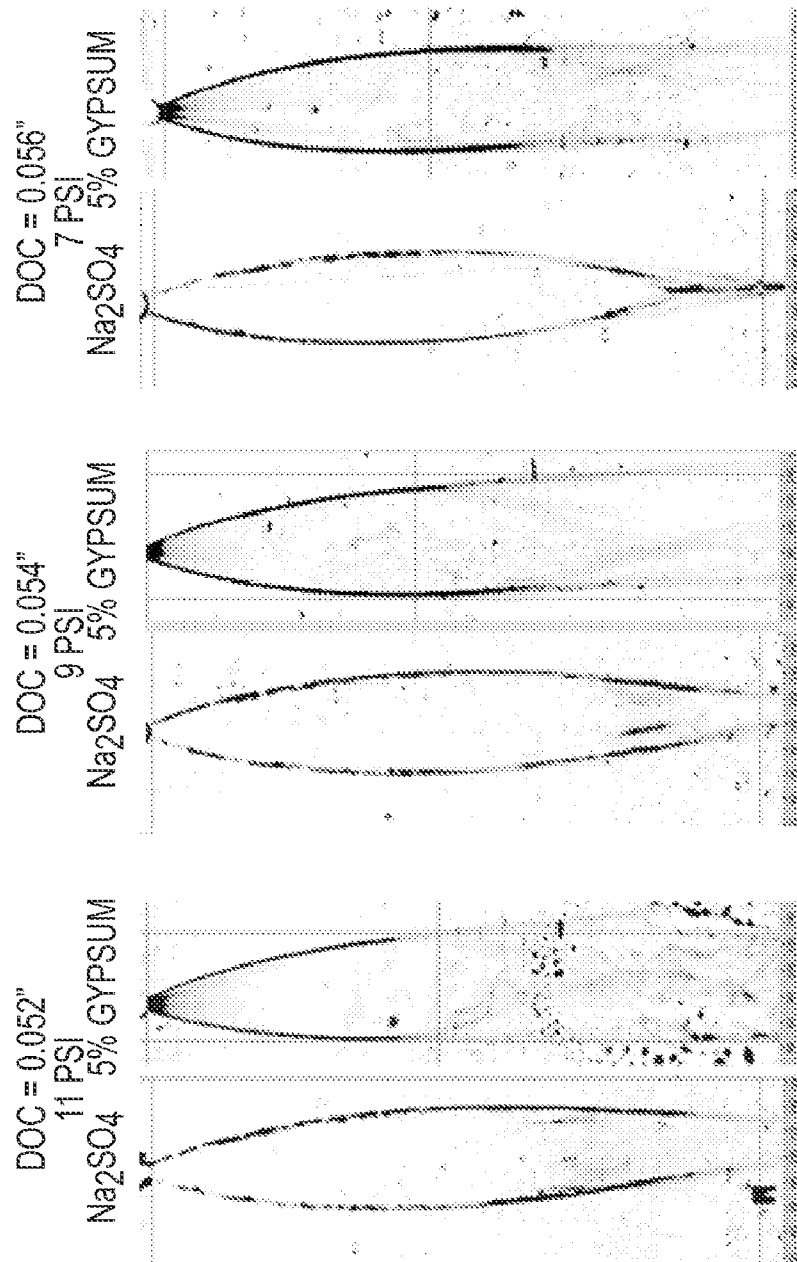 DOC = 0.052"
11 PSI
Na2SO4 5% GYPSUM
DOC = 0.054"
9 PSI
Na2SO4 5% GYPSUM
DOC = 0.056"
7 PSI
Na2SO4 5% GYPSUM